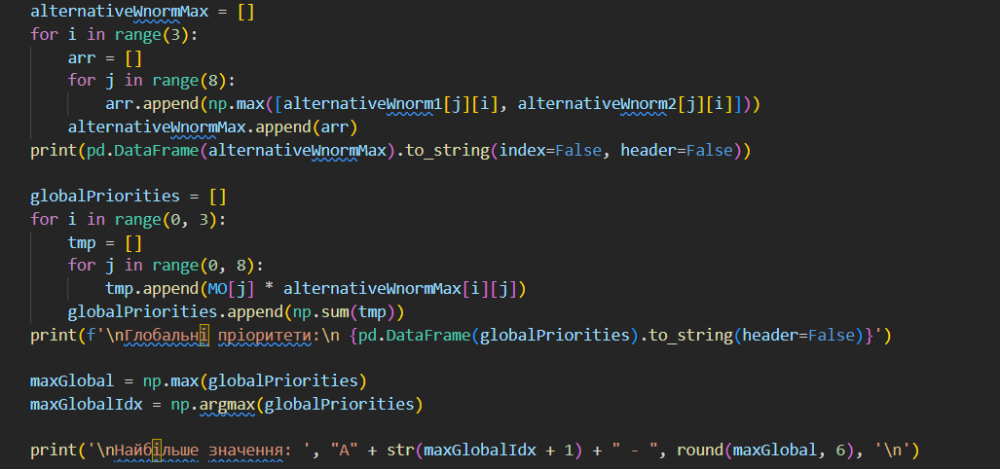 alternativeWnormMax = []
for i in range(3):
    arr = []
    for j in range(8):
        arr.append(np.max([alternativeWnorm1[j][i], alternativeWnorm2[j][i]]))
    alternativeWnormMax.append(arr)
print(pd.DataFrame(alternativeWnormMax).to_string(index=False, header=False))

globalPriorities = []
for i in range(0, 3):
    tmp = []
    for j in range(0, 8):
        tmp.append(MO[j] * alternativeWnormMax[i][j])
    globalPriorities.append(np.sum(tmp))
print(f'\nГлобальні пріоритети:\n {pd.DataFrame(globalPriorities).to_string(header=False)}')

maxGlobal = np.max(globalPriorities)
maxGlobalIdx = np.argmax(globalPriorities)

print('\nНайбільше значення: ', "A" + str(maxGlobalIdx + 1) + " - ", round(maxGlobal, 6), '\n')